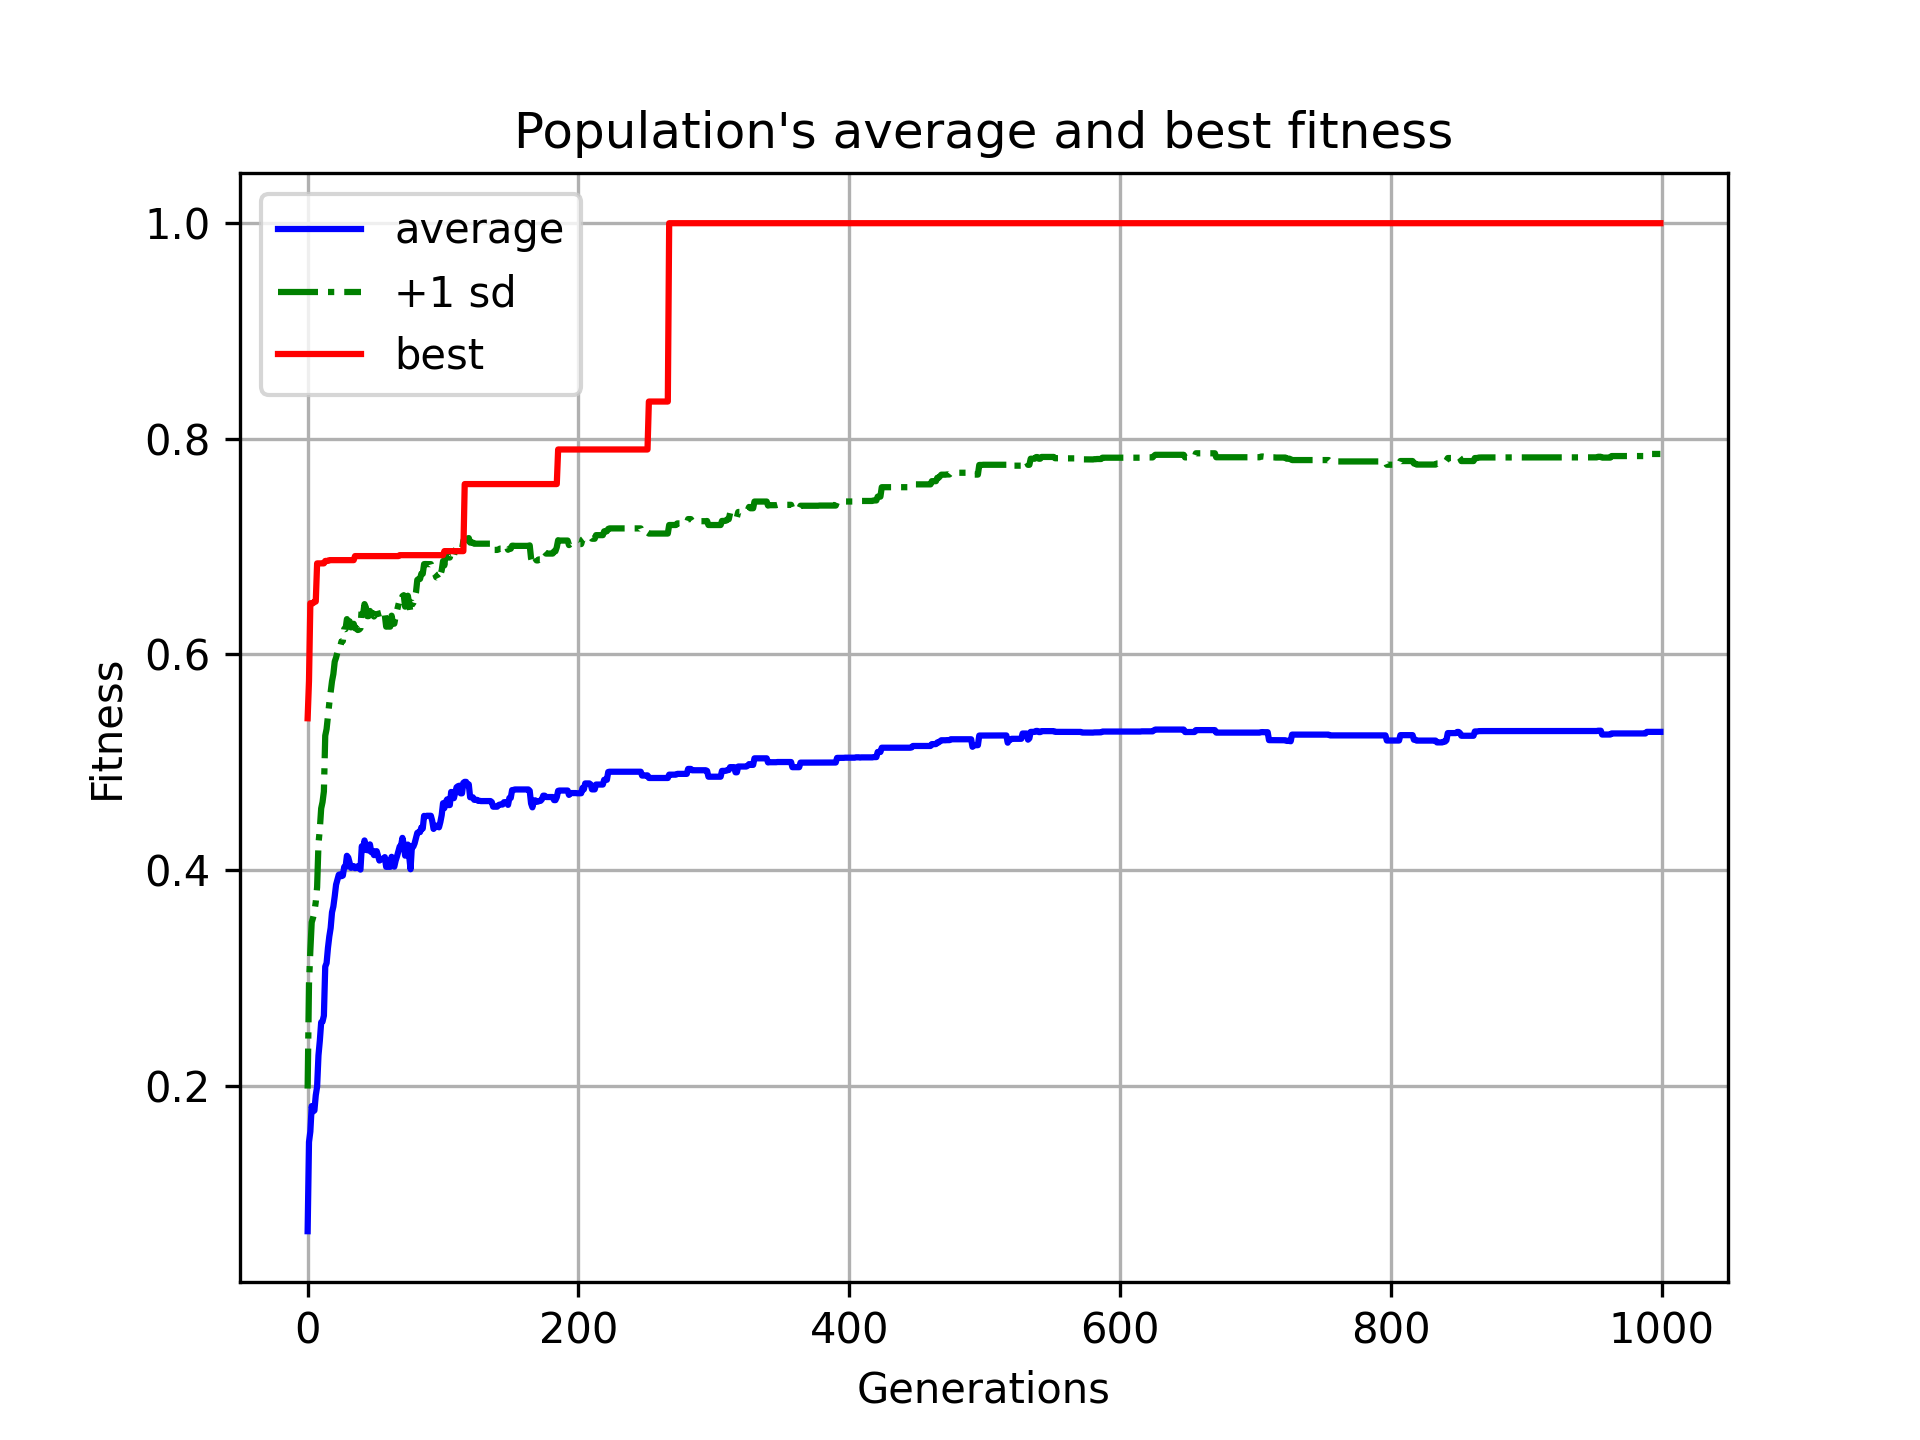 Population's average and best fitness
average
+1 sd
best
Fitness
1.0
0.8
0.6
0.4
0.2
0 200 400 600 800 1000
Generations